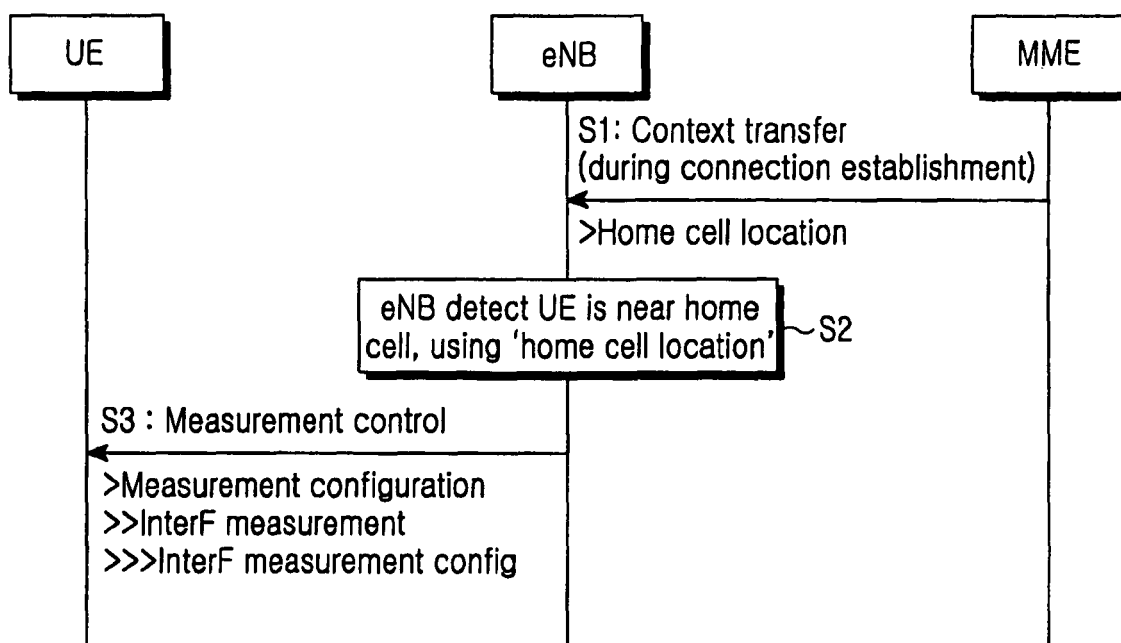 UE
eNB
MME
S1: Context transfer
(during connection establishment)
>Home cell location
eNB detect UE is near home
cell, using 'home cell location'
S2
S3 : Measurement control
>Measurement configuration
>>InterF measurement
>>>InterF measurement config